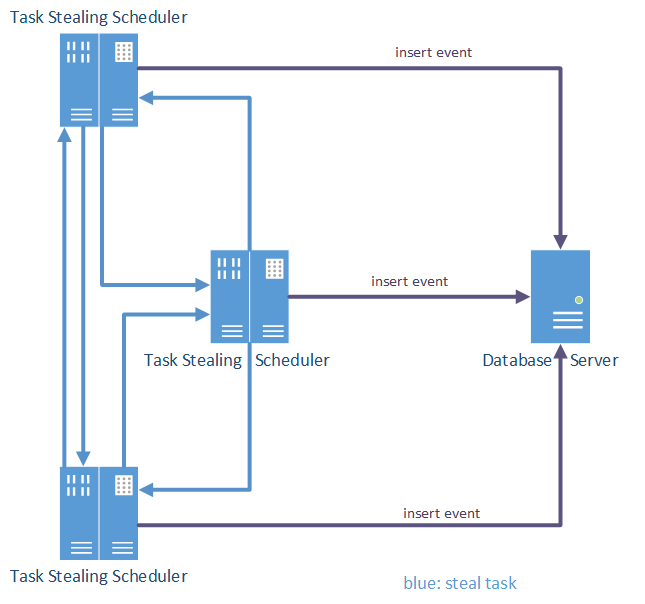 Task Stealing Scheduler
insert event
insert event
Task Stealing Scheduler
Database Server
insert event
Task Stealing Scheduler
blue: steal task